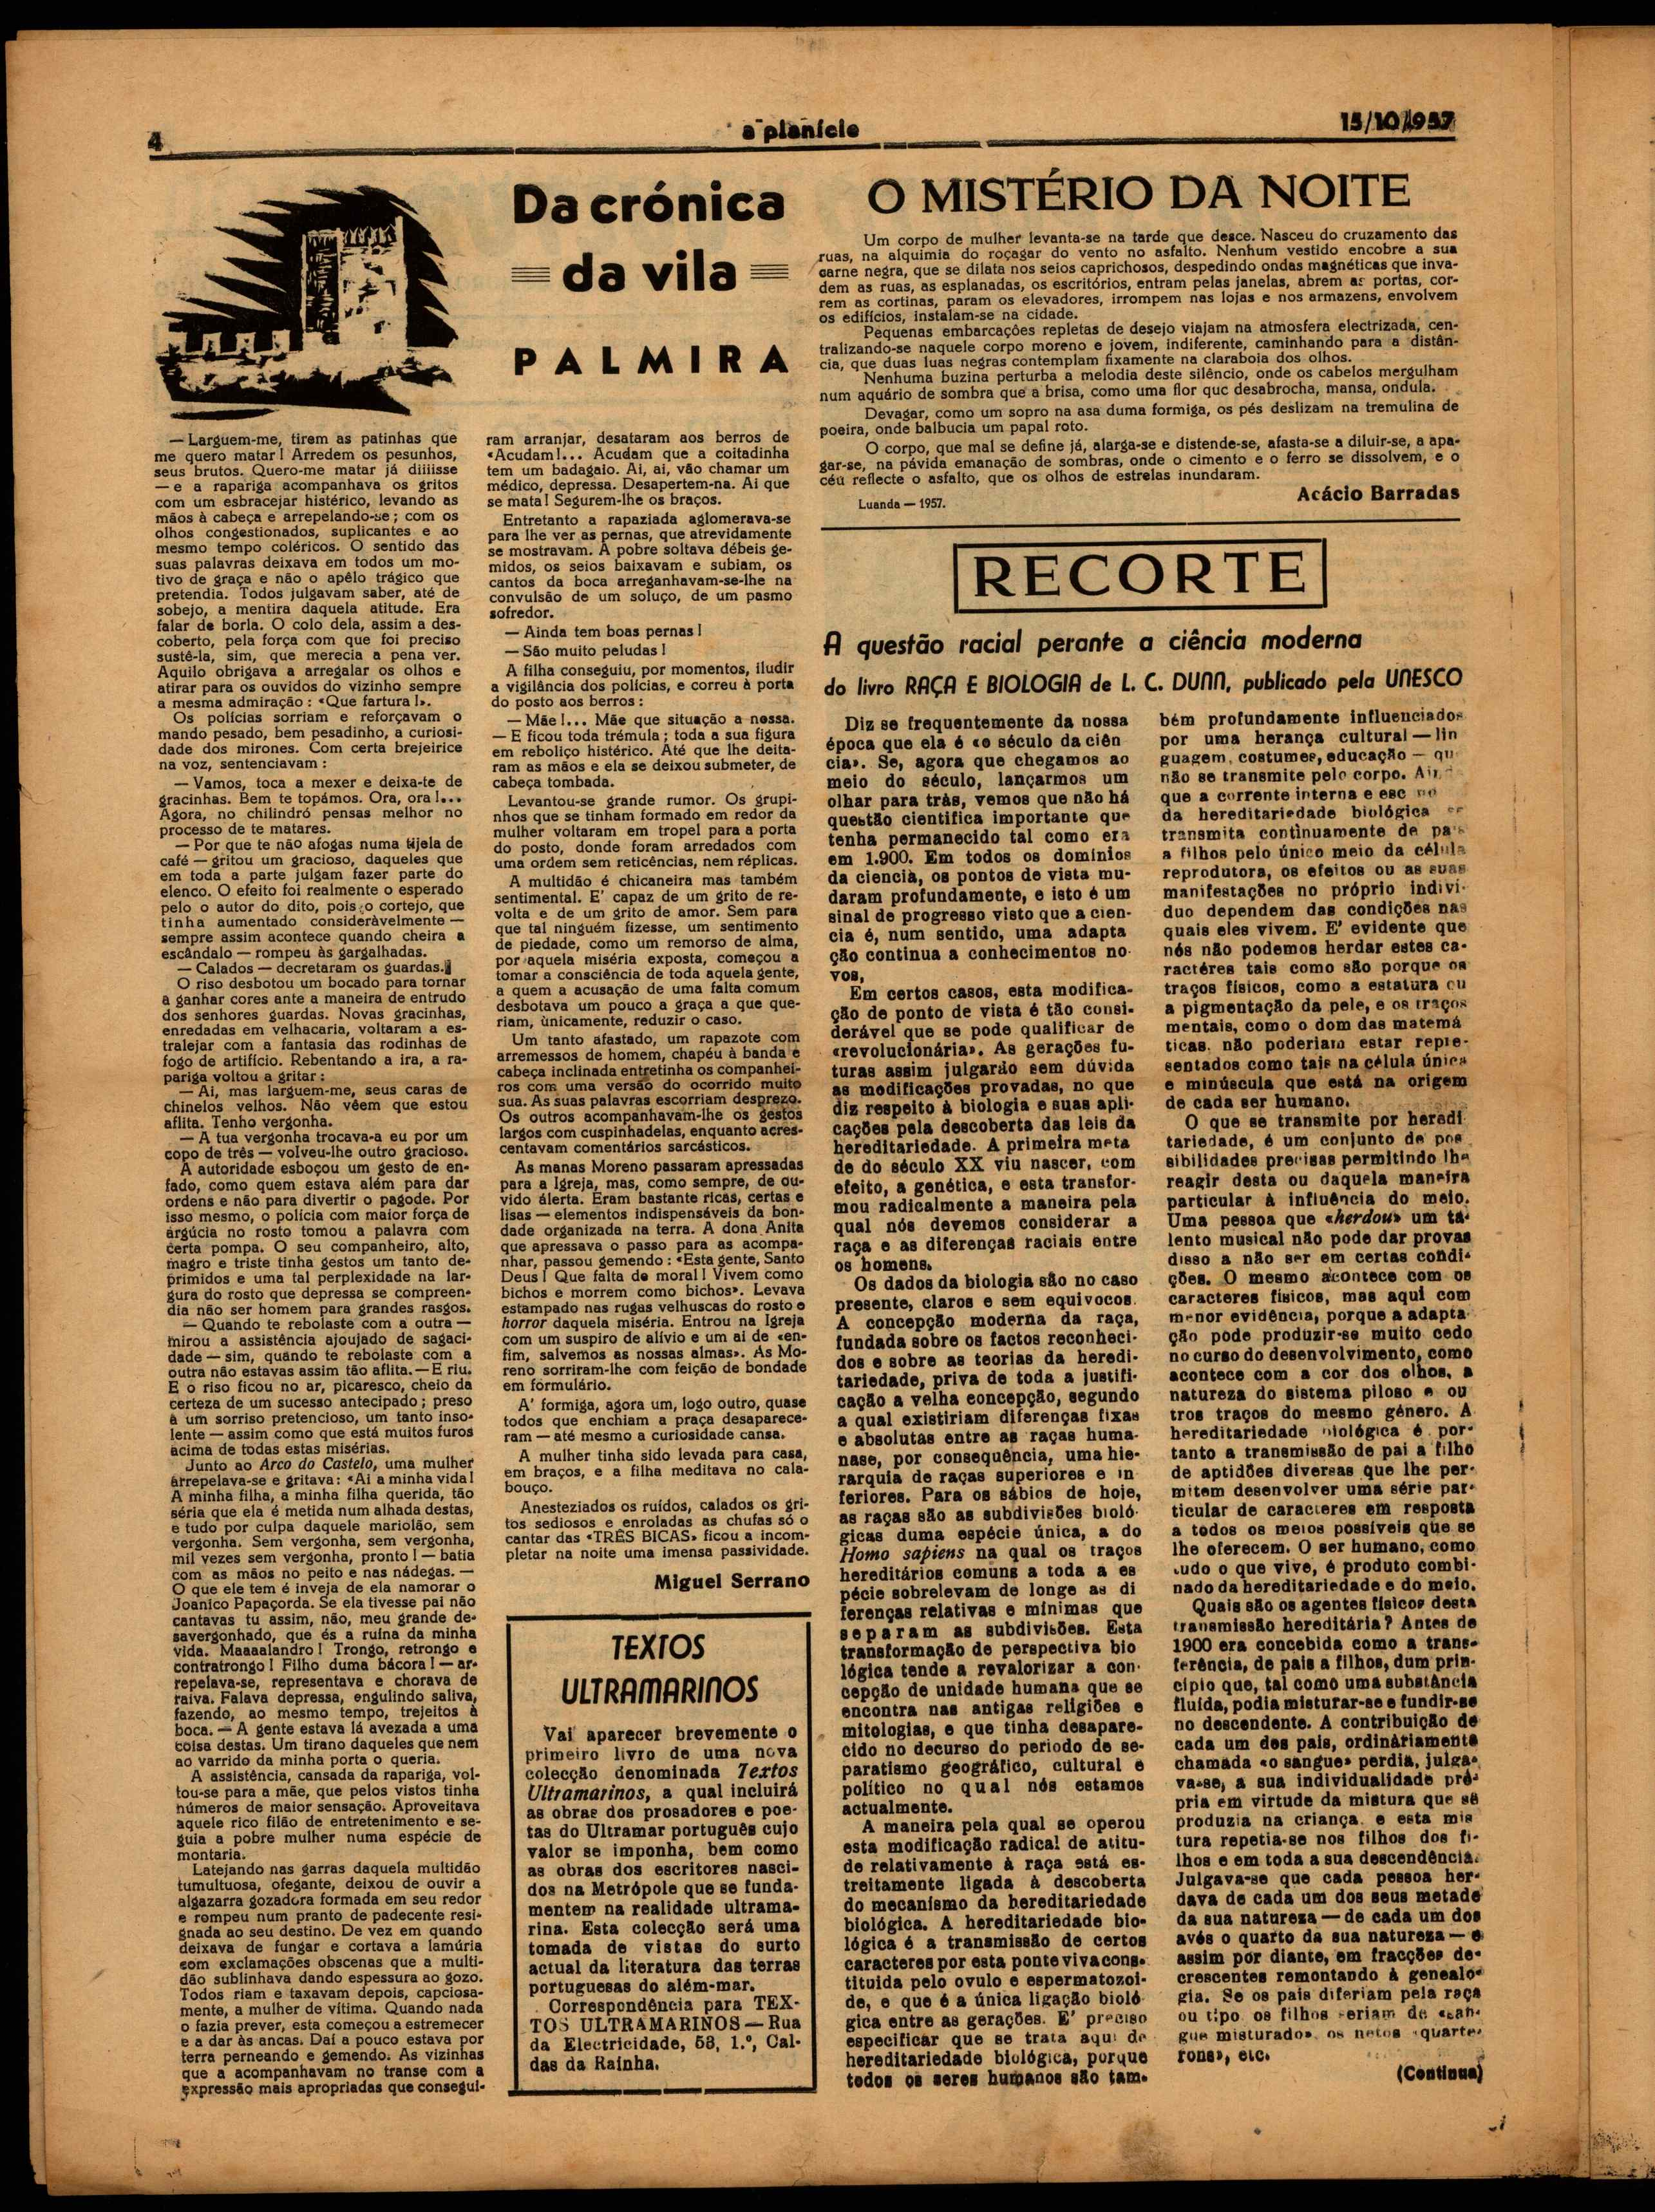 4
a planície
15/10/1957
Da crónica
da vila
PALMIRA
— Larguem-me, tirem as patinhas que
me quero matar! Arredem os pesunhos,
seus brutos. Quero-me matar já diiiisse
— e a rapariga acompanhava os gritos
com um esbracejar histérico, levando as
mãos à cabeça e arrepelando-se; com os
olhos congestionados, suplicantes e ao
mesmo tempo coléricos. O sentido das
suas palavras deixava em todos um mo-
tivo de graça e não o apêlo trágico que
pretendia. Todos julgavam saber, até de
sobejo, a mentira daquela atitude. Era
falar de borla. O colo dela, assim a des-
coberto, pela força com que foi preciso
sustê-la, sim, que merecia a pena ver.
Aquilo obrigava a arregalar os olhos e
atirar para os ouvidos do vizinho sempre
a mesma admiração: «Que fartura!».
Os polícias sorriam e reforçavam o
mando pesado, bem pesadinho, a curiosi-
dade dos mirones. Com certa brejeirice
na voz, sentenciavam:
— Vamos, toca a mexer e deixa-te de
gracinhas. Bem te topámos. Ora, ora!...
Agora, no chilindró pensas melhor no
processo de te matares.
— Por que te não afogas numa tijela de
café — gritou um gracioso, daqueles que
em toda a parte julgam fazer parte do
elenco. O efeito foi realmente o esperado
pelo o autor do dito, pois o cortejo, que
tinha aumentado consideràvelmente —
sempre assim acontece quando cheira a
escândalo — rompeu às gargalhadas.
— Calados — decretaram os guardas.
O riso desbotou um bocado para tornar
a ganhar cores ante a maneira de entrudo
dos senhores guardas. Novas gracinhas,
enredadas em velhacaria, voltaram a es-
tralejar com a fantasia das rodinhas de
fogo de artifício. Rebentando a ira, a ra-
pariga voltou a gritar:
— Ai, mas larguem-me, seus caras de
chinelos velhos. Não vêem que estou
aflita. Tenho vergonha.
— A tua vergonha trocava-a eu por um
copo de três — volveu-lhe outro gracioso.
A autoridade esboçou um gesto de en-
fado, como quem estava além para dar
ordens e não para divertir o pagode. Por
isso mesmo, o polícia com maior força de
argúcia no rosto tomou a palavra com
certa pompa. O seu companheiro, alto,
magro e triste tinha gestos um tanto de-
primidos e uma tal perplexidade na lar-
gura do rosto que depressa se compreen-
dia não ser homem para grandes rasgos.
— Quando te rebolaste com a outra —
mirou a assistência ajoujado de sagaci-
dade — sim, quando te rebolaste com a
outra não estavas assim tão aflita. — E riu.
E o riso ficou no ar, picaresco, cheio da
certeza de um sucesso antecipado; preso
a um sorriso pretencioso, um tanto inso-
lente — assim como que está muitos furos
acima de todas estas misérias.
Junto ao Arco do Castelo, uma mulher
arrepelava-se e gritava: «Ai a minha vida!
A minha filha, a minha filha querida, tão
séria que ela é metida num alhada destas,
e tudo por culpa daquele mariolão, sem
vergonha. Sem vergonha, sem vergonha,
mil vezes sem vergonha, pronto! — batia
com as mãos no peito e nas nádegas. —
O que ele tem é inveja de ela namorar o
Joanico Papaçorda. Se ela tivesse pai não
cantavas tu assim, não, meu grande de-
savergonhado, que és a ruína da minha
vida. Maaaalandro! Trongo, retrongo e
contratrongo! Filho duma bácora! — ar-
repelava-se, representava e chorava de
raiva. Falava depressa, engulindo saliva,
fazendo, ao mesmo tempo, trejeitos à
boca. — A gente estava lá avezada a uma
coisa destas. Um tirano daqueles que nem
ao varrido da minha porta o queria.
A assistência, cansada da rapariga, vol-
tou-se para a mãe, que pelos vistos tinha
números de maior sensação. Aproveitava
aquele rico filão de entretenimento e se-
guia a pobre mulher numa espécie de
montaria.
Latejando nas garras daquela multidão
tumultuosa, ofegante, deixou de ouvir a
algazarra gozadora formada em seu redor
e rompeu num pranto de padecente resi-
gnada ao seu destino. De vez em quando
deixava de fungar e cortava a lamúria
com exclamações obscenas que a multi-
dão sublinhava dando espessura ao gozo.
Todos riam e taxavam depois, capciosa-
mente, a mulher de vítima. Quando nada
o fazia prever, esta começou a estremecer
e a dar às ancas. Daí a pouco estava por
terra perneando e gemendo. As vizinhas
que a acompanhavam no transe com a
expressão mais apropriadas que consegui-
ram arranjar, desataram aos berros de
«Acudam!... Acudam que a coitadinha
tem um badagaio. Ai, ai, vão chamar um
médico, depressa. Desapertem-na. Ai que
se mata! Segurem-lhe os braços.
Entretanto a rapaziada aglomerava-se
para lhe ver as pernas, que atrevidamente
se mostravam. A pobre soltava débeis ge-
midos, os seios baixavam e subiam, os
cantos da boca arreganhavam-se-lhe na
convulsão de um soluço, de um pasmo
sofredor.
— Ainda tem boas pernas!
— São muito peludas!
A filha conseguiu, por momentos, iludir
a vigilância dos polícias, e correu à porta
do posto aos berros:
— Mãe!... Mãe que situação a nossa.
— E ficou toda trémula; toda a sua figura
em reboliço histérico. Até que lhe deita-
ram as mãos e ela se deixou submeter, de
cabeça tombada.
Levantou-se grande rumor. Os grupi-
nhos que se tinham formado em redor da
mulher voltaram em tropel para a porta
do posto, donde foram arredados com
uma ordem sem reticências, nem réplicas.
A multidão é chicaneira mas também
sentimental. E' capaz de um grito de re-
volta e de um grito de amor. Sem para
que tal ninguém fizesse, um sentimento
de piedade, como um remorso de alma,
por aquela miséria exposta, começou a
tomar a consciência de toda aquela gente,
a quem a acusação de uma falta comum
desbotava um pouco a graça a que que-
riam, ùnicamente, reduzir o caso.
Um tanto afastado, um rapazote com
arremessos de homem, chapéu à banda e
cabeça inclinada entretinha os companhei-
ros com uma versão do ocorrido muito
sua. As suas palavras escorriam desprezo.
Os outros acompanhavam-lhe os gestos
largos com cuspinhadelas, enquanto acres-
centavam comentários sarcásticos.
As manas Moreno passaram apressadas
para a Igreja, mas, como sempre, de ou-
vido álerta. Eram bastante ricas, certas e
lisas — elementos indispensáveis da bon-
dade organizada na terra. A dona Anita
que apressava o passo para as acompa-
nhar, passou gemendo: «Esta gente, Santo
Deus! Que falta de moral! Vivem como
bichos e morrem como bichos». Levava
estampado nas rugas velhuscas do rosto o
horror daquela miséria. Entrou na Igreja
com um suspiro de alívio e um ai de «en-
fim, salvemos as nossas almas». As Mo-
reno sorriram-lhe com feição de bondade
em formulário.
A' formiga, agora um, logo outro, quase
todos que enchiam a praça desaparece-
ram — até mesmo a curiosidade cansa.
A mulher tinha sido levada para casa,
em braços, e a filha meditava no cala-
bouço.
Anesteziados os ruídos, calados os gri-
tos sediosos e enroladas as chufas só o
cantar das «TRÊS BICAS» ficou a incom-
pletar na noite uma imensa passividade.
Miguel Serrano
TEXTOS
ULTRAMARINOS
Vai aparecer brevemente o
primeiro livro de uma nova
colecção denominada Textos
Ultramarinos, a qual incluirá
as obras dos prosadores e poe-
tas do Ultramar português cujo
valor se imponha, bem como
as obras dos escritores nasci-
dos na Metrópole que se funda-
mentem na realidade ultrama-
rina. Esta colecção será uma
tomada de vistas do surto
actual da literatura das terras
portuguesas do além-mar.
Correspondência para TEX-
TOS ULTRAMARINOS — Rua
da Electricidade, 53, 1.º, Cal-
das da Rainha.
O MISTÉRIO DA NOITE
Um corpo de mulher levanta-se na tarde que desce. Nasceu do cruzamento das
ruas, na alquimia do roçagar do vento no asfalto. Nenhum vestido encobre a sua
carne negra, que se dilata nos seios caprichosos, despedindo ondas magnéticas que inva-
dem as ruas, as esplanadas, os escritórios, entram pelas janelas, abrem as portas, cor-
rem as cortinas, param os elevadores, irrompem nas lojas e nos armazens, envolvem
os edifícios, instalam-se na cidade.
Pequenas embarcações repletas de desejo viajam na atmosfera electrizada, cen-
tralizando-se naquele corpo moreno e jovem, indiferente, caminhando para a distân-
cia, que duas luas negras contemplam fixamente na claraboia dos olhos.
Nenhuma buzina perturba a melodia deste silêncio, onde os cabelos mergulham
num aquário de sombra que a brisa, como uma flor quc desabrocha, mansa, ondula.
Devagar, como um sopro na asa duma formiga, os pés deslizam na tremulina de
poeira, onde balbucia um papal roto.
O corpo, que mal se define já, alarga-se e distende-se, afasta-se a diluir-se, a apa-
gar-se, na pávida emanação de sombras, onde o cimento e o ferro se dissolvem, e o
céu reflecte o asfalto, que os olhos de estrelas inundaram.
Acácio Barradas
Luanda — 1957.
RECORTE
A questão racial perante a ciência moderna
do livro RAÇA E BIOLOGIA de L. C. DUNN, publicado pela UNESCO
Diz se frequentemente da nossa
época que ela é «o século da ciên
cia». Se, agora que chegamos ao
meio do século, lançarmos um
olhar para trás, vemos que não há
questão cientifica importante que
tenha permanecido tal como era
em 1.900. Em todos os dominios
da ciencia, os pontos de vista mu-
daram profundamente, e isto é um
sinal de progresso visto que a cien-
cia é, num sentido, uma adapta
ção continua a conhecimentos no-
vos,
Em certos casos, esta modifica-
ção de ponto de vista é tão consi-
derável que se pode qualificar de
«revolucionária». As gerações fu-
turas assim julgarão sem dúvida
as modificações provadas, no que
diz respeito à biologia e suas apli-
cações pela descoberta das leis da
hereditariedade. A primeira meta
de do século XX viu nascer, com
efeito, a genética, e esta transfor-
mou radicalmente a maneira pela
qual nós devemos considerar a
raça e as diferenças raciais entre
os homens.
Os dados da biologia são no caso
presente, claros e sem equivocos.
A concepção moderna da raça,
fundada sobre os factos reconheci-
dos e sobre as teorias da heredi-
tariedade, priva de toda a justifi-
cação a velha concepção, segundo
a qual existiriam diferenças fixas
e absolutas entre as raças huma-
nase, por consequência, uma hie-
rarquia de raças superiores e in
feriores. Para os sábios de hoje,
as raças são as subdivisões bioló-
gicas duma espécie única, a do
Homo sapiens na qual os traços
hereditários comuns a toda a es
pécie sobrelevam de longe as di
ferenças relativas e mínimas que
separam as subdivisões. Esta
transformação de perspectiva bio
lógica tende a revalorizar a con-
cepção de unidade humana que se
encontra nas antigas religiões e
mitologias, e que tinha desapare-
cido no decurso do periodo de se-
paratismo geográfico, cultural e
político no qual nós estamos
actualmente.
A maneira pela qual se operou
esta modificação radical de atitu-
de relativamente à raça está es-
treitamente ligada à descoberta
do mecanísmo da hereditariedade
biológica. A hereditariedade bio-
lógica é a transmissão de certos
caracteres por esta ponte viva cons-
tituida pelo ovulo e espermatozoi-
de, e que é a única ligação bioló
gica entre as gerações. E' preciso
especificar que se trata aqui de
hereditariedade biológica, porque
todos os seres humanos são tam-
bém profundamente influenciados
por uma herança cultural — lin
guagem, costumes, educação — qu
não se transmite pelo corpo.
que a corrente interna e
da hereditariedade biológica
transmita contìnuamente de pais
a filhos pelo único meio da célula
reprodutora, os efeitos ou as suas
manifestações no próprio indivi-
duo dependem das condições nas
quais eles vivem. E' evidente que
nós não podemos herdar estes ca-
ractéres tais como são porque os
traços físicos, como a estatura ou
a pigmentação da pele, e os traços
mentais, como o dom das matemá
ticas, não poderiam estar repre-
sentados como tais na célula única
e minúscula que está na origem
de cada ser humano.
O que se transmite por heredi
tariedade, é um conjunto de pos
sibilidades precisas permitindo lhe
reagir desta ou daquela maneira
particular à influência do meio.
Uma pessoa que «herdou» um ta-
lento musical não pode dar provas
disso a não ser em certas condi-
ções. O mesmo acontece com os
caracteres fisicos, mas aqui com
menor evidência, porque a adapta-
ção pode produzir-se muito cedo
no curso do desenvolvimento, como
acontece com a cor dos olhos, a
natureza do sistema piloso e ou
tros traços do mesmo género. A
hereditariedade biológica é por-
tanto a transmissão de pai a filho
de aptidões diversas que lhe per-
mitem desenvolver uma série par-
ticular de caracteres em resposta
a todos os meios possíveis que se
lhe oferecem. O ser humano, como
tudo o que vive, é produto combi-
nado da hereditariedade e do meio.
Quais são os agentes físicos desta
transmissão hereditária? Antes de
1900 era concebida como a trans-
ferência, de pais a filhos, dum prin-
cípio que, tal como uma substância
fluida, podia misturar-se e fundir-se
no descendente. A contribuição de
cada um dos pais, ordinàriamente
chamada «o sangue» perdia, julga-
va-se, a sua individualidade pró-
pria em virtude da mistura que se
produzia na criança, e esta mis
tura repetia-se nos filhos dos fi-
lhos e em toda a sua descendência.
Julgava-se que cada pessoa her-
dava de cada um dos seus metade
da sua natureza — de cada um dos
avós o quarto da sua natureza — e
assim por diante, em fracções de-
crescentes remontando à genealo-
gia. Se os pais diferiam pela raça
ou tipo os filhos seriam de «san-
gue misturado», os netos «quarte-
rons», etc.
(Continua)